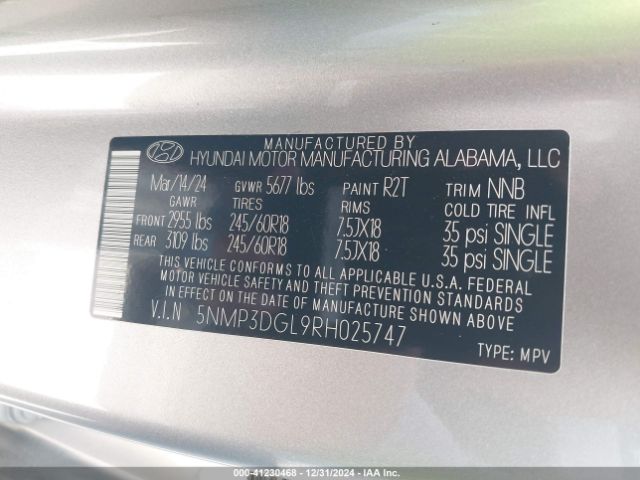 MANUFACTURED BY
HYUNDAI MOTOR MANUFACTURING ALABAMA, LLC
Mar/14/24 GVWR 5677 lbs PAINT R2T TRIM NNB
GAWR TIRES RIMS COLD TIRE INFL
FRONT 2955 lbs 245/60R18 7.5JX18 35 psi SINGLE
REAR 3109 lbs 245/60R18 7.5JX18 35 psi SINGLE
THIS VEHICLE CONFORMS TO ALL APPLICABLE U.S.A. FEDERAL
MOTOR VEHICLE SAFETY AND BUMPER STANDARDS
IN EFFECT ON THE DATE OF MANUFACTURE SHOWN ABOVE.
V.I.N 5NMP3DGL9RH025747
TYPE: MPV
000-41230468 - 12/31/2024 - IAA, Inc.